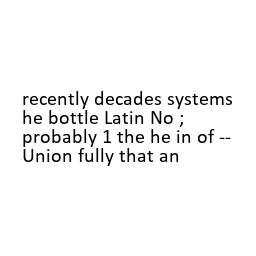 recently decades systems
he bottle Latin No ;
probably 1 the he in of --
Union fully that an